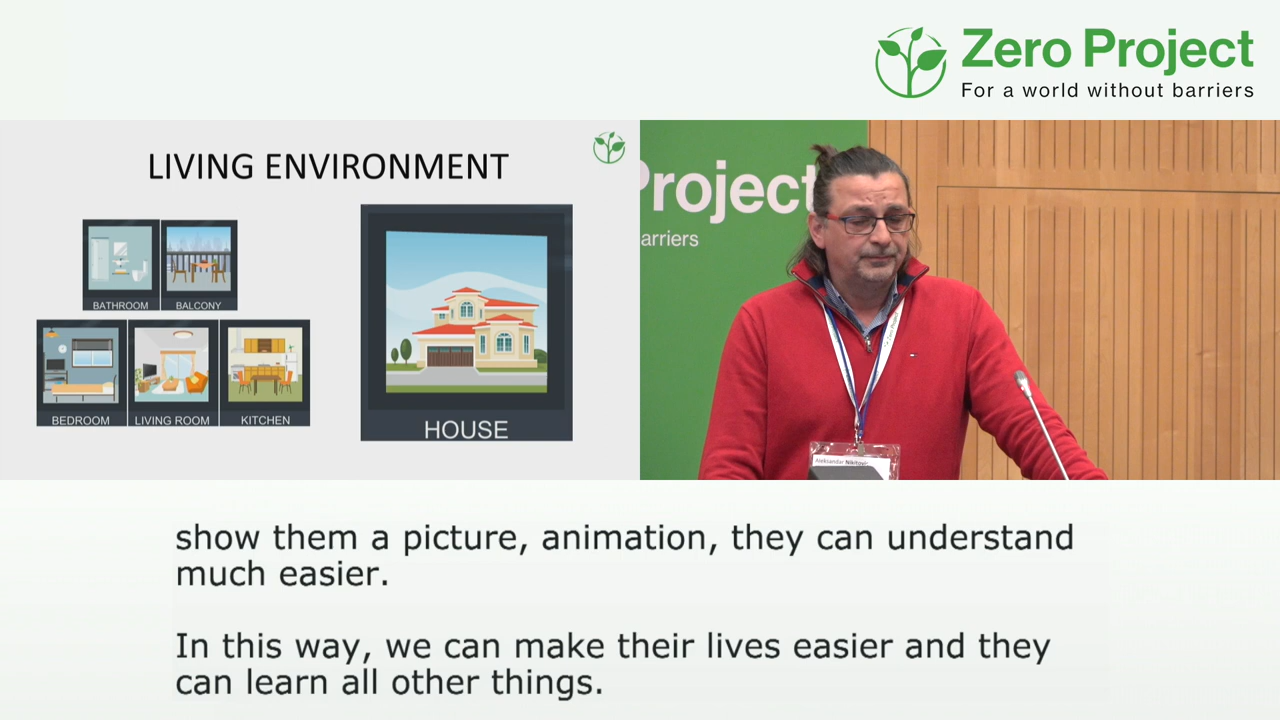 Zero Project
For a world without barriers
LIVING ENVIRONMENT
BATHROOM
BALCONY
BEDROOM
LIVING ROOM
KITCHEN
HOUSE
Project
arriers
Aleksandar
show them a picture, animation, they can understand
much easier.
In this way, we can make their lives easier and they
can learn all other things.